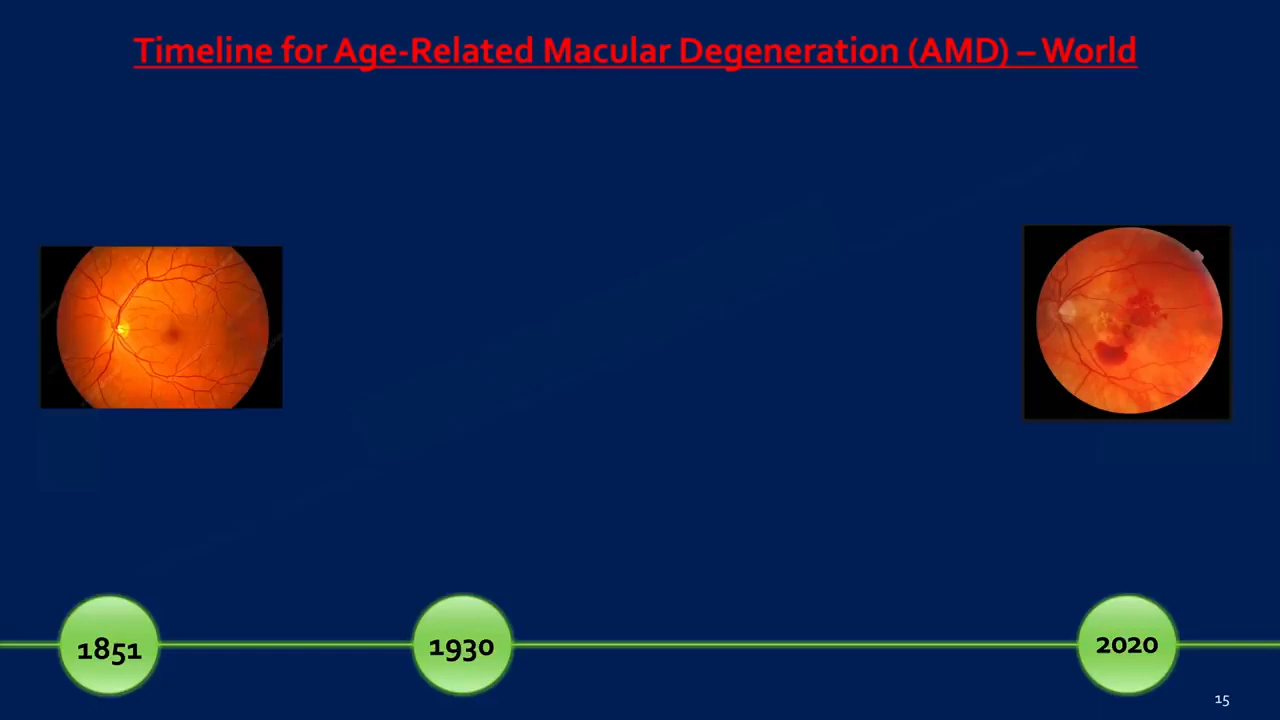 Timeline for Age-Related Macular Degeneration (AMD) – World
1851
1930
2020
15